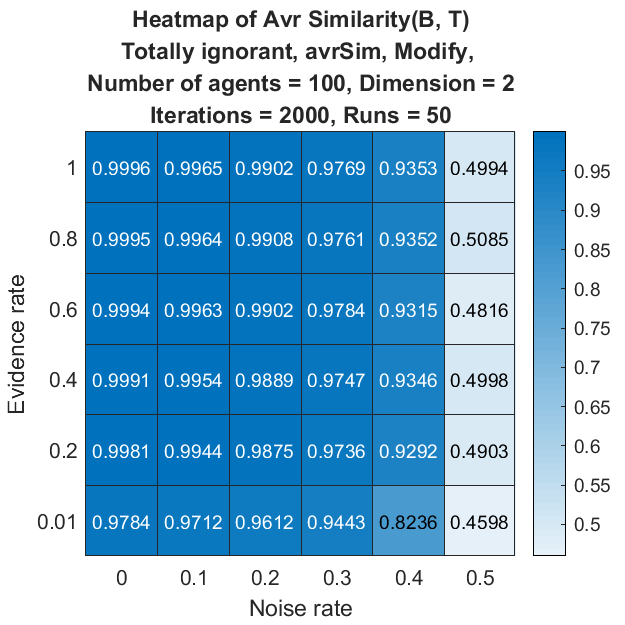 Heatmap of Avr Similarity(B, T)
Totally ignorant, avrSim, Modify,
Number of agents = 100, Dimension = 2
Iterations = 2000, Runs = 50
1 0.9996 0.9965 0.9902 0.9769 0.9353 0.4994
0.8 0.9995 0.9964 0.9908 0.9761 0.9352 0.5085
0.6 0.9994 0.9963 0.9902 0.9784 0.9315 0.4816
0.4 0.9991 0.9954 0.9889 0.9747 0.9346 0.4998
0.2 0.9981 0.9944 0.9875 0.9736 0.9292 0.4903
0.01 0.9784 0.9712 0.9612 0.9443 0.8236 0.4598
0 0.1 0.2 0.3 0.4 0.5
Noise rate
Evidence rate
0.95
0.9
0.85
0.8
0.75
0.7
0.65
0.6
0.55
0.5